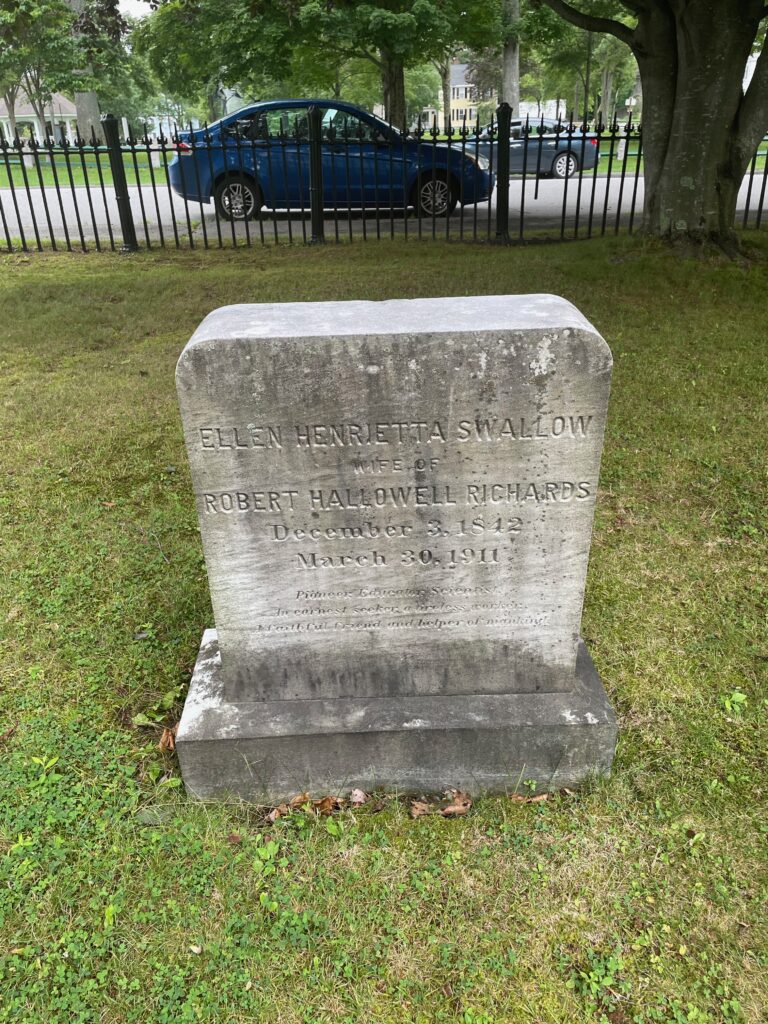 ELLEN HENRIETTA SWALLOW
WIFE OF
ROBERT HALLOWELL RICHARDS
December 3, 1842
March 30, 1911
Pioneer, Educator, Scientist,
An earnest seeker, a tireless worker,
A faithful friend and helper of mankind.